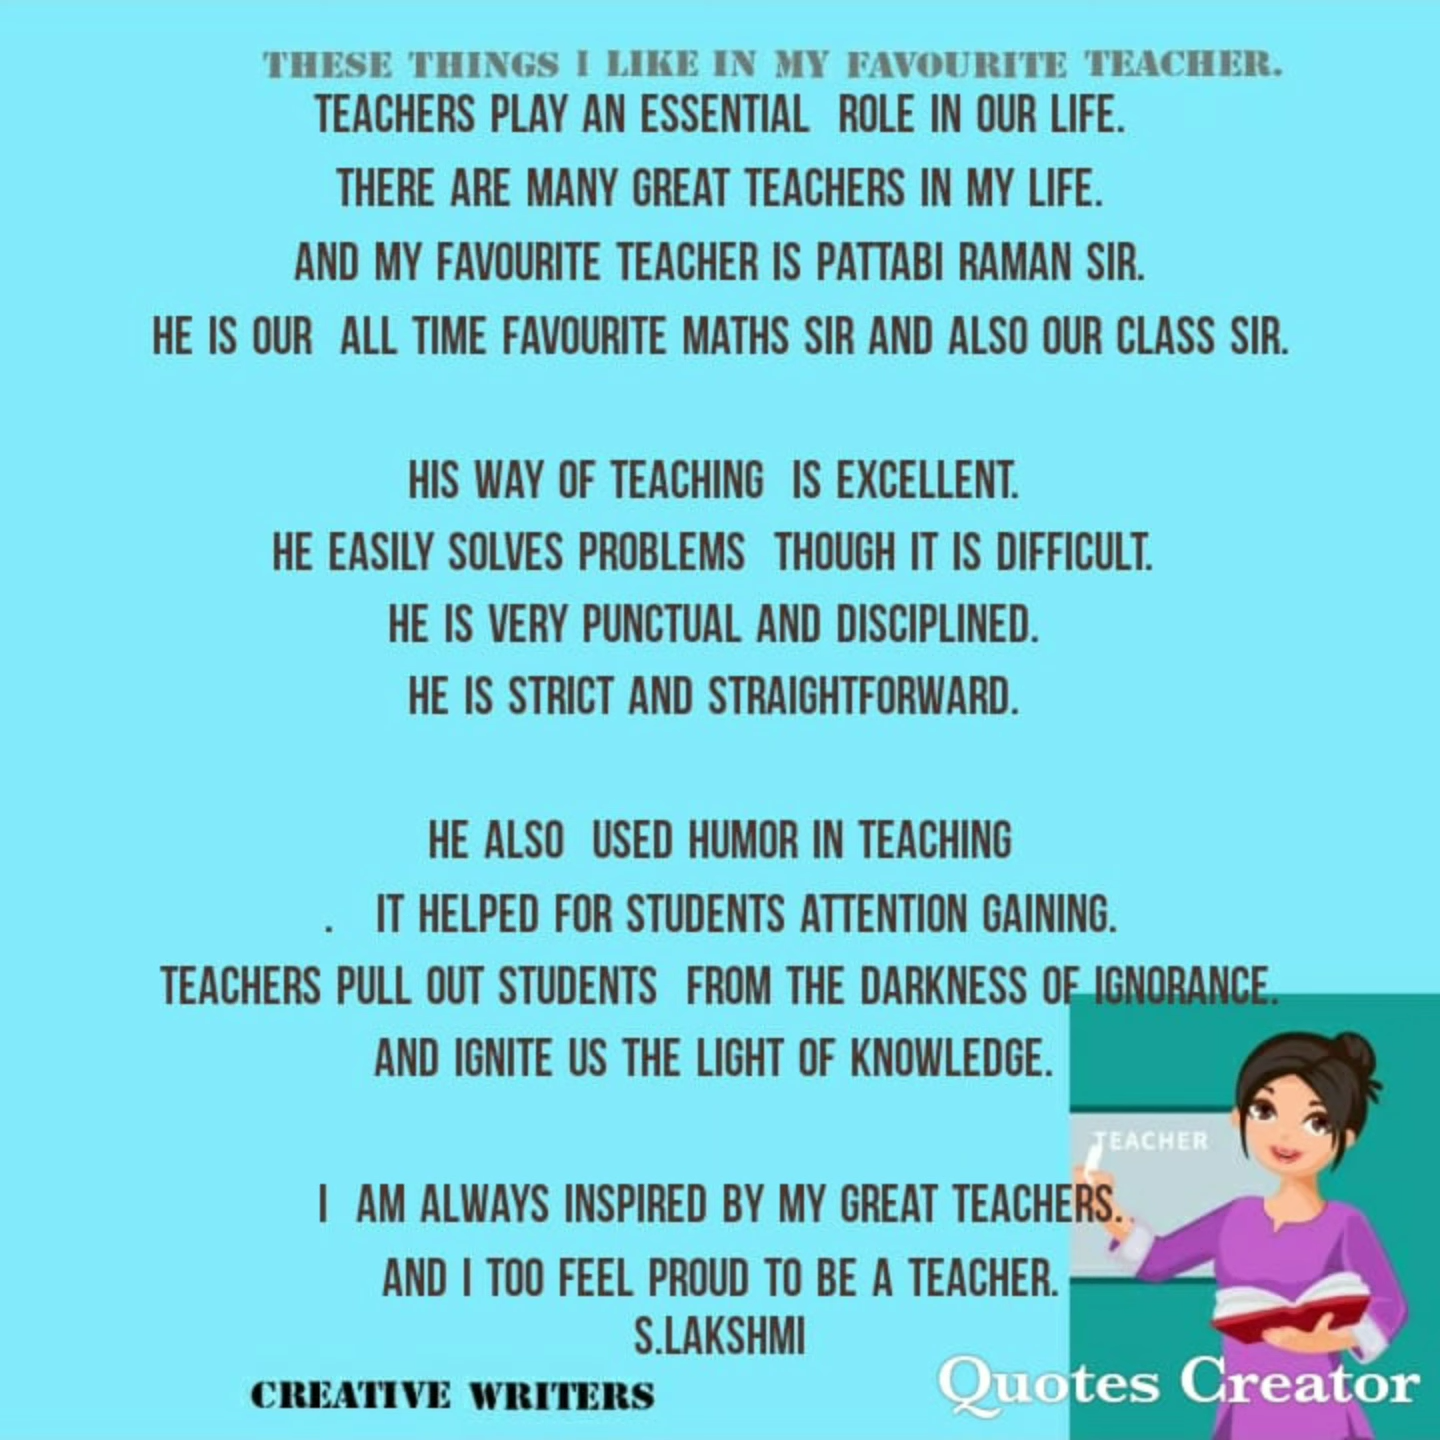 THESE THINGS I LIKE IN MY FAVOURITE TEACHER.
TEACHERS PLAY AN ESSENTIAL ROLE IN OUR LIFE.
THERE ARE MANY GREAT TEACHERS IN MY LIFE.
AND MY FAVOURITE TEACHER IS PATTABI RAMAN SIR.
HE IS OUR ALL TIME FAVOURITE MATHS SIR AND ALSO OUR CLASS SIR.
HIS WAY OF TEACHING IS EXCELLENT.
HE EASILY SOLVES PROBLEMS THOUGH IT IS DIFFICULT.
HE IS VERY PUNCTUAL AND DISCIPLINED.
HE IS STRICT AND STRAIGHTFORWARD.
HE ALSO USED HUMOR IN TEACHING
. IT HELPED FOR STUDENTS ATTENTION GAINING.
TEACHERS PULL OUT STUDENTS FROM THE DARKNESS OF IGNORANCE.
AND IGNITE US THE LIGHT OF KNOWLEDGE.
TEACHER
I AM ALWAYS INSPIRED BY MY GREAT TEACHERS.
AND I TOO FEEL PROUD TO BE A TEACHER.
S.LAKSHMI
CREATIVE WRITERS
Quotes Creator